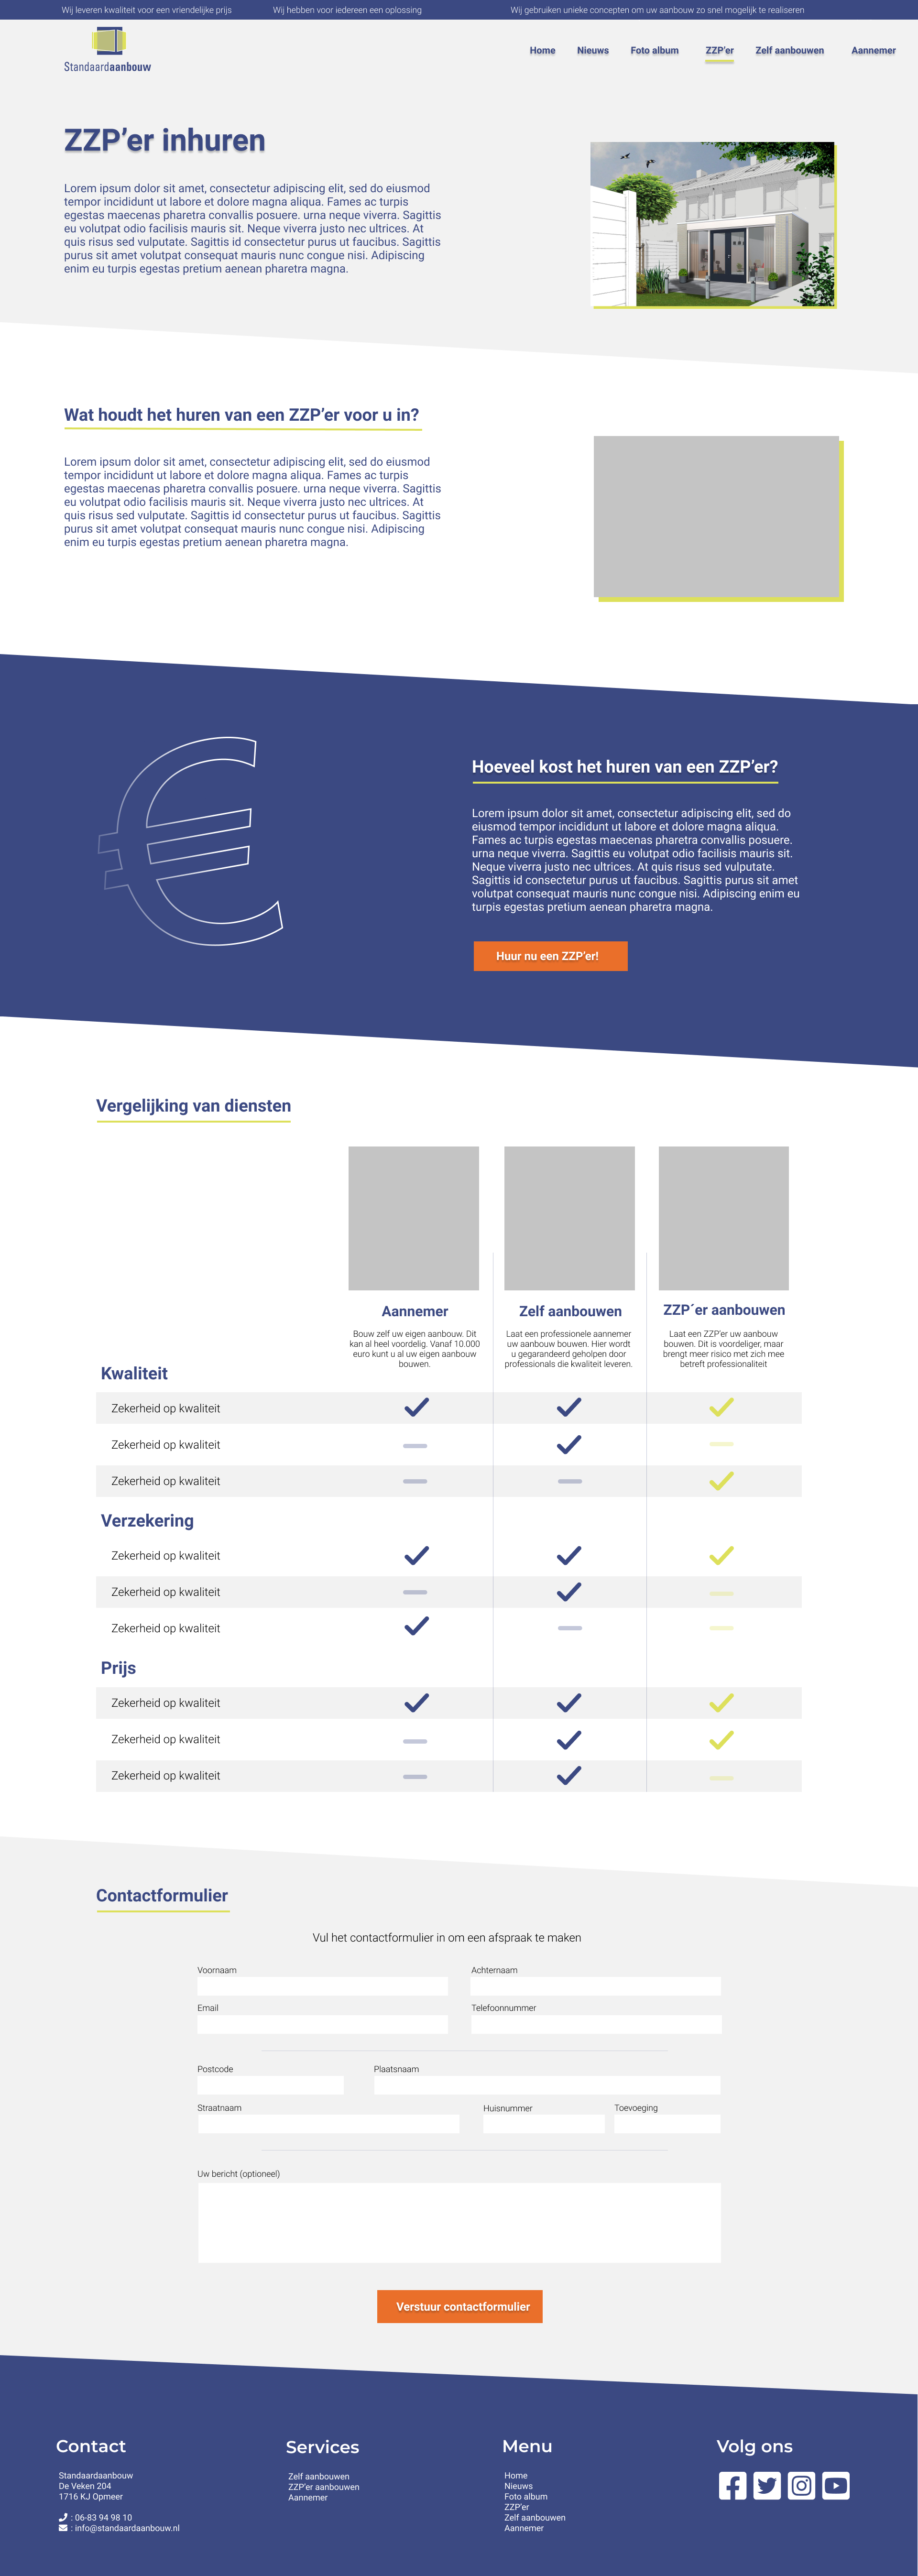 Wij leveren kwaliteit voor een vriendelijke prijs
Wij hebben voor iedereen een oplossing
Wij gebruiken unieke concepten om uw aanbouw zo snel mogelijk te realiseren
Standaardaanbouw
Home
Nieuws
Foto album
ZZP’er
Zelf aanbouwen
Aannemer
ZZP’er inhuren
Lorem ipsum dolor sit amet, consectetur adipiscing elit, sed do eiusmod
tempor incididunt ut labore et dolore magna aliqua. Fames ac turpis
egestas maecenas pharetra convallis posuere. urna neque viverra. Sagittis
eu volutpat odio facilisis mauris sit. Neque viverra justo nec ultrices. At
quis risus sed vulputate. Sagittis id consectetur purus ut faucibus. Sagittis
purus sit amet volutpat consequat mauris nunc congue nisi. Adipiscing
enim eu turpis egestas pretium aenean pharetra magna.
Wat houdt het huren van een ZZP’er voor u in?
Lorem ipsum dolor sit amet, consectetur adipiscing elit, sed do eiusmod
tempor incididunt ut labore et dolore magna aliqua. Fames ac turpis
egestas maecenas pharetra convallis posuere. urna neque viverra. Sagittis
eu volutpat odio facilisis mauris sit. Neque viverra justo nec ultrices. At
quis risus sed vulputate. Sagittis id consectetur purus ut faucibus. Sagittis
purus sit amet volutpat consequat mauris nunc congue nisi. Adipiscing
enim eu turpis egestas pretium aenean pharetra magna.
€
Hoeveel kost het huren van een ZZP’er?
Lorem ipsum dolor sit amet, consectetur adipiscing elit, sed do
eiusmod tempor incididunt ut labore et dolore magna aliqua.
Fames ac turpis egestas maecenas pharetra convallis posuere.
urna neque viverra. Sagittis eu volutpat odio facilisis mauris sit.
Neque viverra justo nec ultrices. At quis risus sed vulputate.
Sagittis id consectetur purus ut faucibus. Sagittis purus sit amet
volutpat consequat mauris nunc congue nisi. Adipiscing enim eu
turpis egestas pretium aenean pharetra magna.
Huur nu een ZZP’er!
Vergelijking van diensten
Aannemer
Bouw zelf uw eigen aanbouw. Dit
kan al heel voordelig. Vanaf 10.000
euro kunt u al uw eigen aanbouw
bouwen.
Zelf aanbouwen
Laat een professionele aannemer
uw aanbouw bouwen. Hier wordt
u gegarandeerd geholpen door
professionals die kwaliteit leveren.
ZZP´er aanbouwen
Laat een ZZP’er uw aanbouw
bouwen. Dit is voordeliger, maar
brengt meer risico met zich mee
betreft professionaliteit
Kwaliteit
Zekerheid op kwaliteit
Zekerheid op kwaliteit
Zekerheid op kwaliteit
Verzekering
Zekerheid op kwaliteit
Zekerheid op kwaliteit
Zekerheid op kwaliteit
Prijs
Zekerheid op kwaliteit
Zekerheid op kwaliteit
Zekerheid op kwaliteit
Contactformulier
Vul het contactformulier in om een afspraak te maken
Voornaam
Achternaam
Email
Telefoonnummer
Postcode
Plaatsnaam
Straatnaam
Huisnummer
Toevoeging
Uw bericht (optioneel)
Verstuur contactformulier
Contact
Standaardaanbouw
De Veken 204
1716 KJ Opmeer
: 06-83 94 98 10
: info@standaardaanbouw.nl
Services
Zelf aanbouwen
ZZP’er aanbouwen
Aannemer
Menu
Home
Nieuws
Foto album
ZZP’er
Zelf aanbouwen
Aannemer
Volg ons